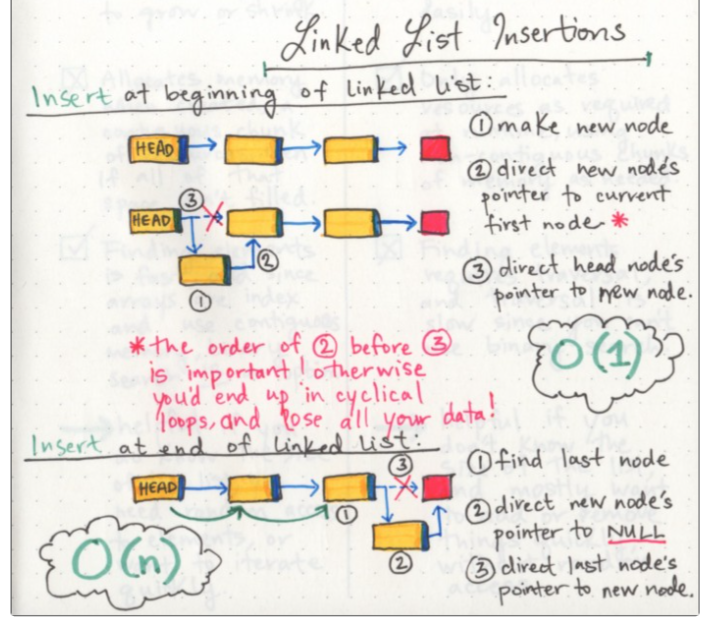 Linked List Insertions
Insert at beginning of linked list:
HEAD
① make new node
② direct new node's
pointer to current
first node. *
③ direct head node's
pointer to new node.
③
HEAD
②
①
O(1)
* the order of ② before ③
is important! otherwise
you'd end up in cyclical
loops, and lose all your data!
Insert at end of linked list:
③
HEAD
①
②
O(n)
① find last node
② direct new node's
pointer to NULL
③ direct last node's
pointer to new node.